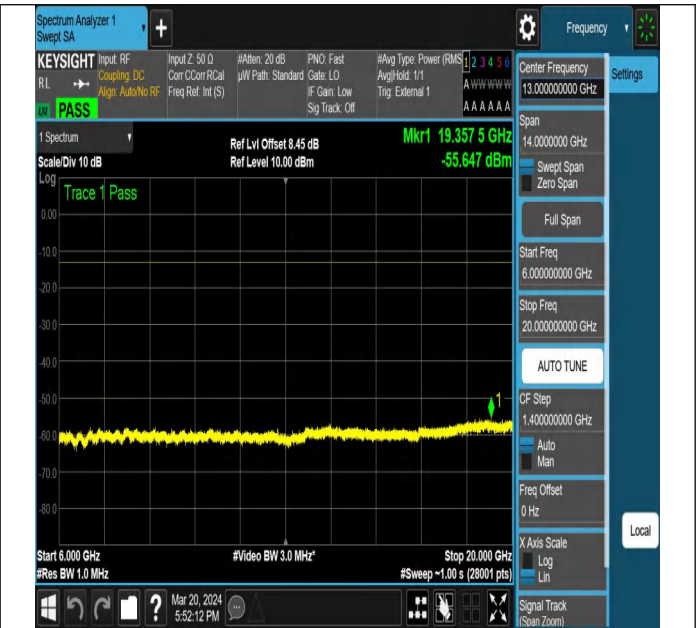 Spectrum Analyzer 1
Swept SA
+
Frequency
Settings
KEYSIGHT
RL
PASS
Input: RF
Coupling: DC
Align: Auto/No RF
Input Z: 50 Ω
Corr CCorr RCal
Freq Ref: Int (S)
#Atten: 20 dB
µW Path: Standard
PNO: Fast
Gate: LO
IF Gain: Low
Sig Track: Off
#Avg Type: Power (RMS
Avg|Hold: 1/1
Trig: External 1
1 2 3 4 5 6
A W W W W W
A A A A A A
1 Spectrum
Scale/Div 10 dB
Ref Lvl Offset 8.45 dB
Ref Level 10.00 dBm
Mkr1 19.357 5 GHz
-55.647 dBm
Log
Trace 1 Pass
0.00
-10.0
-20.0
-30.0
-40.0
-50.0
-60.0
-70.0
-80.0
1
Start 6.000 GHz
#Res BW 1.0 MHz
#Video BW 3.0 MHz*
Stop 20.000 GHz
#Sweep ~1.00 s (28001 pts)
Mar 20, 2024
5:52:12 PM
?
Center Frequency
13.000000000 GHz
Span
14.0000000 GHz
Swept Span
Zero Span
Full Span
Start Freq
6.000000000 GHz
Stop Freq
20.000000000 GHz
AUTO TUNE
CF Step
1.400000000 GHz
Auto
Man
Freq Offset
0 Hz
X Axis Scale
Log
Lin
Signal Track
(Span Zoom)
Local